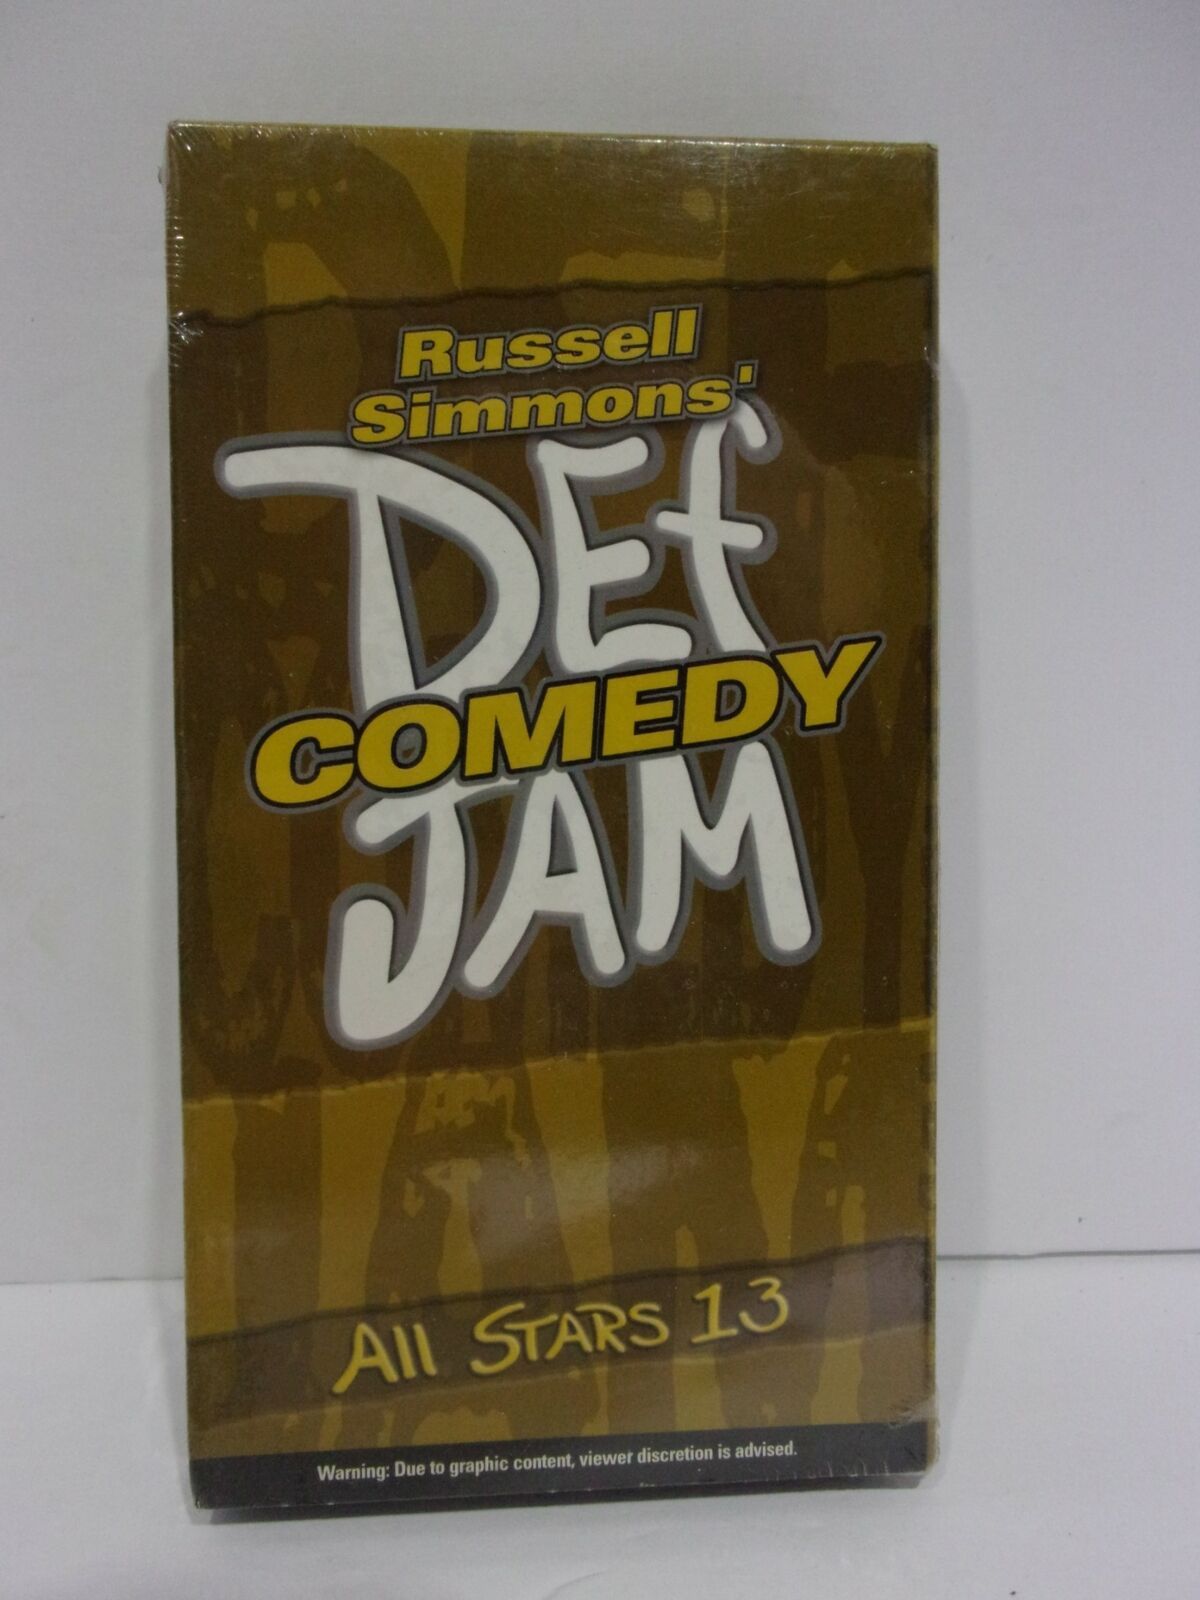 Russell
Simmons'
DEf
COMEDY
JAM
All STARS 13
Warning: Due to graphic content, viewer discretion is advised.